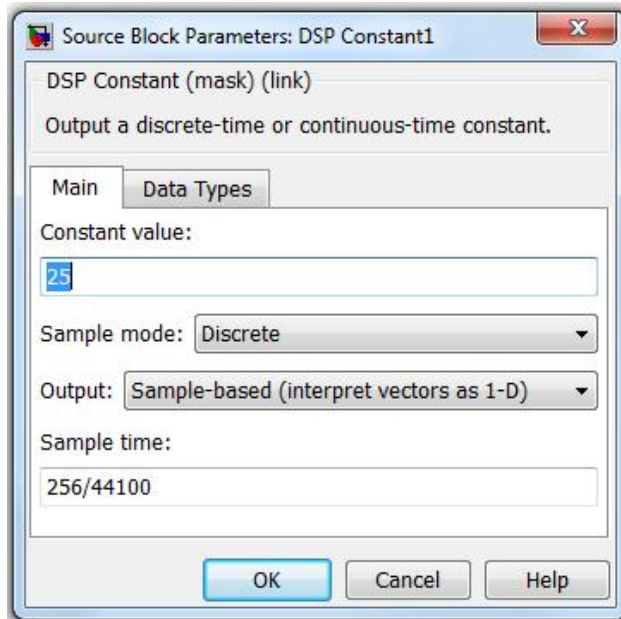 Source Block Parameters: DSP Constant1
DSP Constant (mask) (link)
Output a discrete-time or continuous-time constant.
Main Data Types
Constant value:
25
Sample mode: Discrete
Output: Sample-based (interpret vectors as 1-D)
Sample time:
256/44100
OK Cancel Help